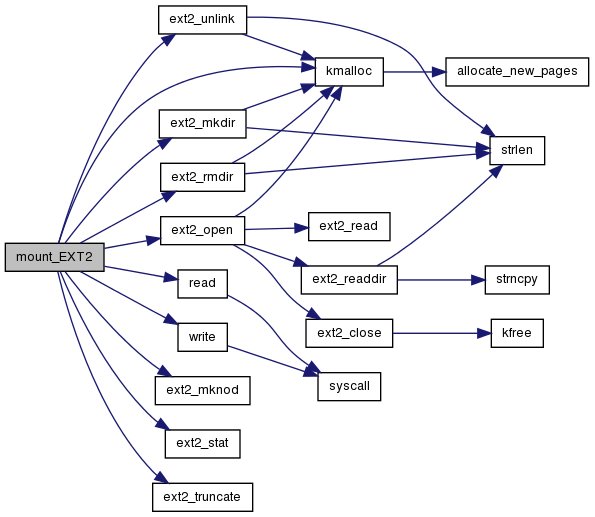 ext2_unlink
kmalloc
allocate_new_pages
ext2_mkdir
strlen
ext2_rmdir
ext2_open
ext2_read
mount_EXT2
read
ext2_readdir
strncpy
write
ext2_close
kfree
ext2_mknod
syscall
ext2_stat
ext2_truncate